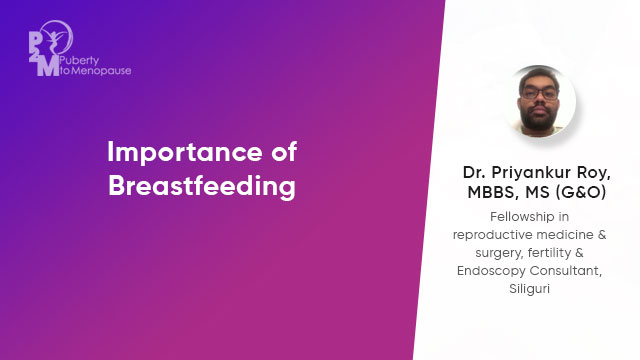 P2M
Puberty
to Menopause
Importance of
Breastfeeding
Dr. Priyankur Roy,
MBBS, MS (G&O)
Fellowship in
reproductive medicine &
surgery, fertility &
Endoscopy Consultant,
Siliguri